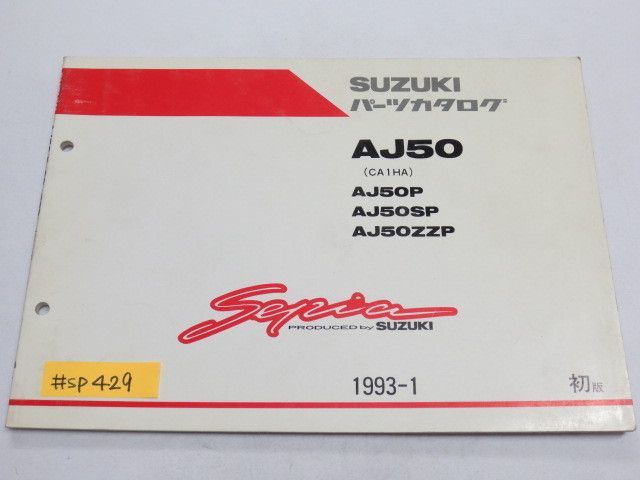 SUZUKI
パーツカタログ
AJ50
(CA1HA)
AJ50P
AJ50SP
AJ50ZZP
Sepia
PRODUCED by SUZUKI
#SP429
1993-1
初版